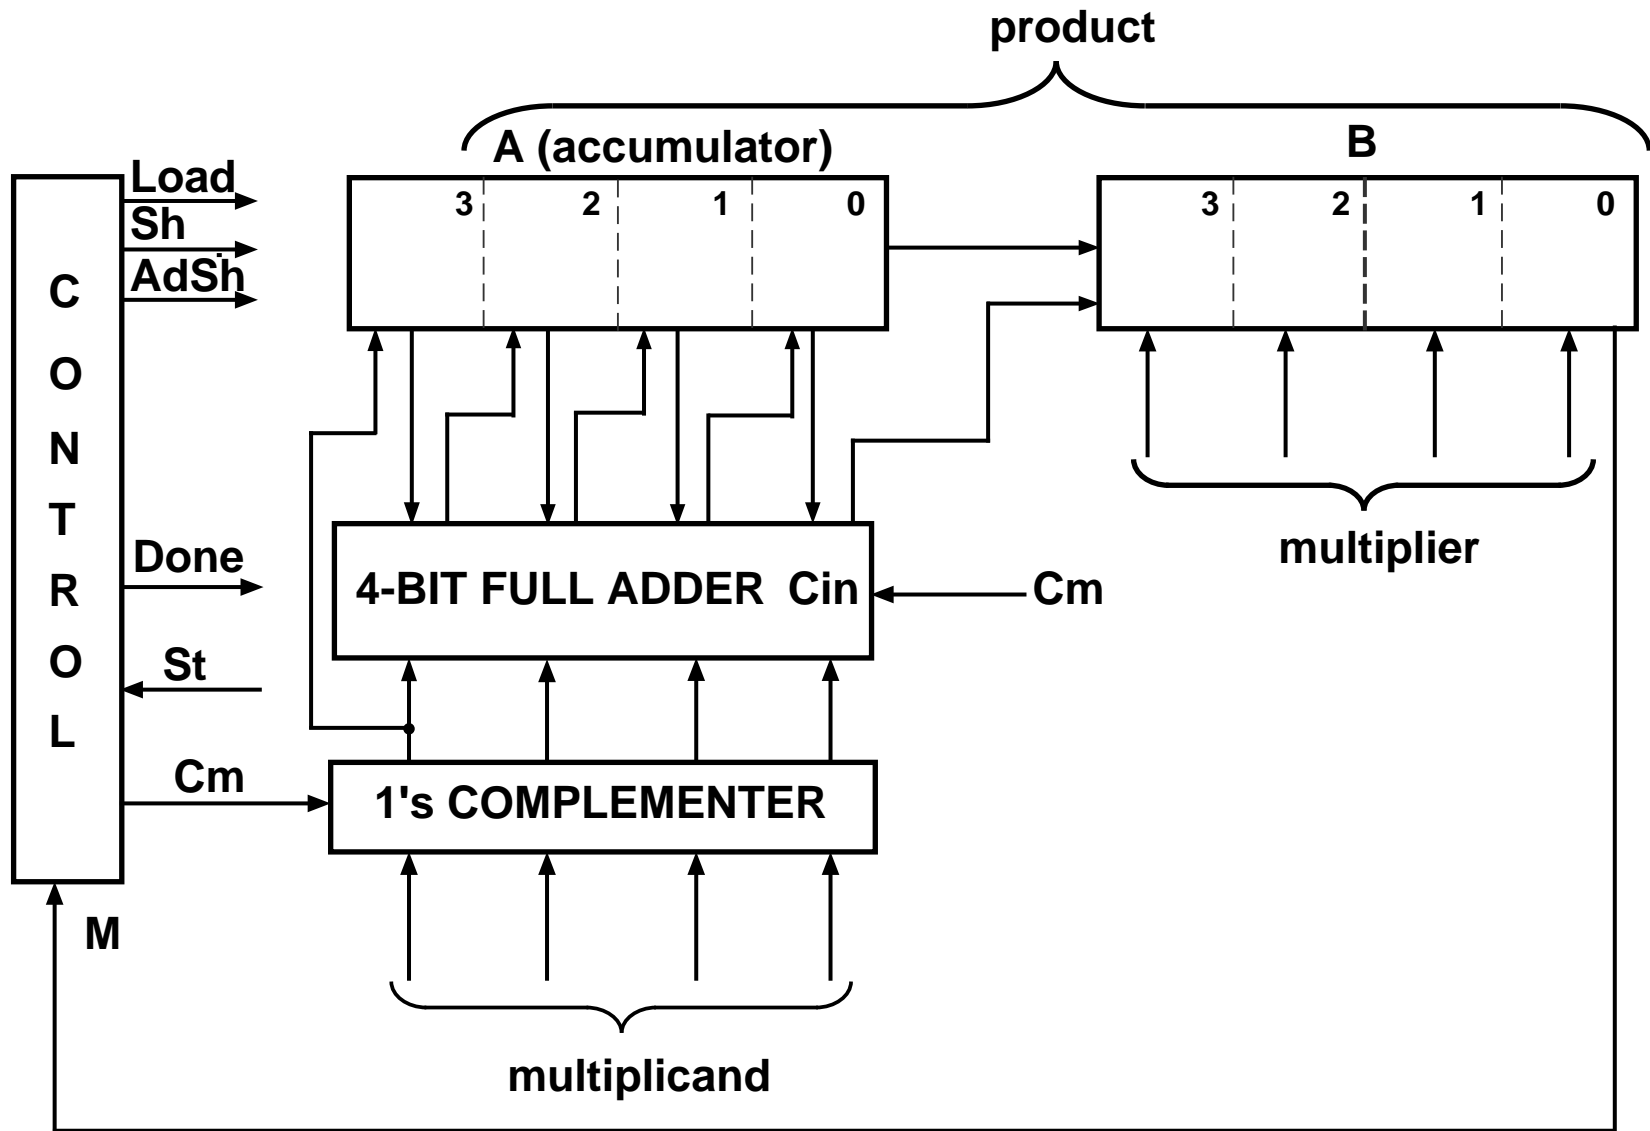 product
A (accumulator)
B
3 2 1 0
3 2 1 0
Load
Sh
AdSh
C
O
N
T
R
O
L
Done
St
Cm
M
4-BIT FULL ADDER Cin
Cm
multiplier
1's COMPLEMENTER
multiplicand